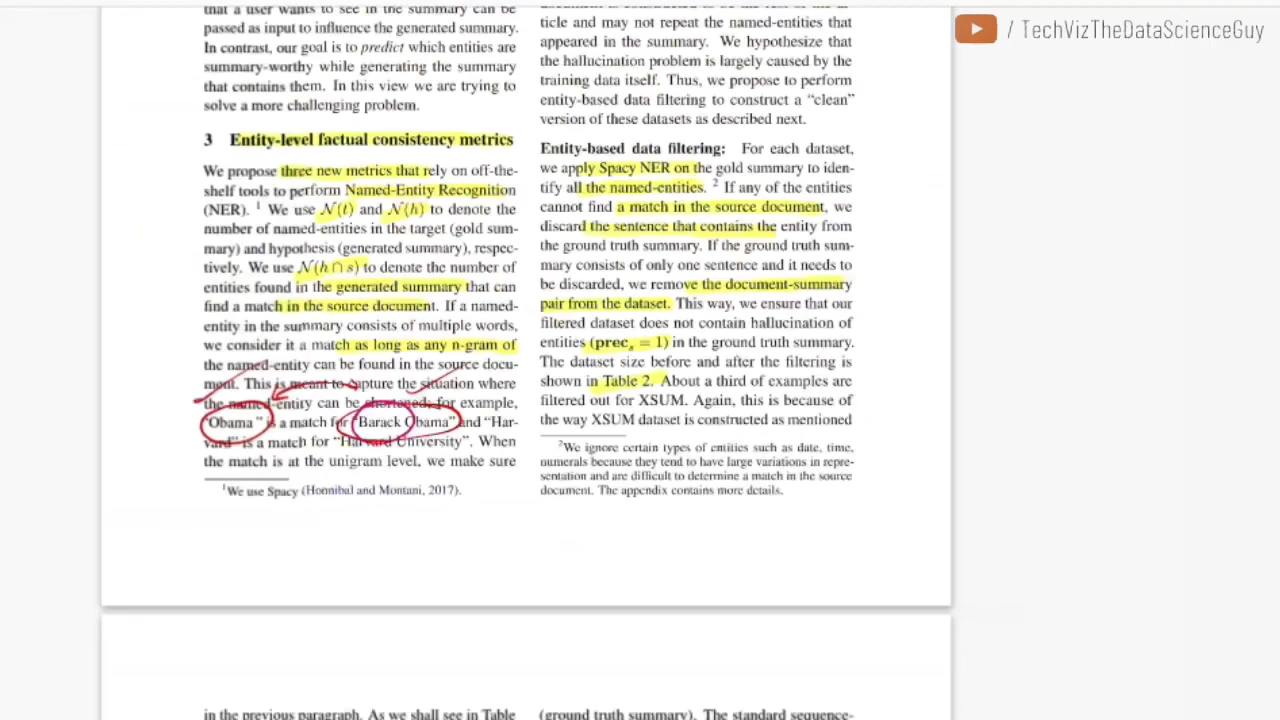 that a user wants to see in the summary can be
passed as input to influence the generated summary.
In contrast, our goal is to predict which entities are
summary-worthy while generating the summary
that contains them. In this view we are trying to
solve a more challenging problem.
3 Entity-level factual consistency metrics
We propose three new metrics that rely on off-the-
shelf tools to perform Named-Entity Recognition
(NER). 1 We use N(t) and N(h) to denote the
number of named-entities in the target (gold sum-
mary) and hypothesis (generated summary), respec-
tively. We use N(h ∩ s) to denote the number of
entities found in the generated summary that can
find a match in the source document. If a named-
entity in the summary consists of multiple words,
we consider it a match as long as any n-gram of
the named-entity can be found in the source docu-
ment. This is meant to capture the situation where
the named-entity can be shortened; for example,
"Obama" is a match for "Barack Obama" and "Har-
vard" is a match for "Harvard University". When
the match is at the unigram level, we make sure
1We use Spacy (Honnibal and Montani, 2017).
ticle and may not repeat the named-entities that
appeared in the summary. We hypothesize that
the hallucination problem is largely caused by the
training data itself. Thus, we propose to perform
entity-based data filtering to construct a "clean"
version of these datasets as described next.
Entity-based data filtering: For each dataset,
we apply Spacy NER on the gold summary to iden-
tify all the named-entities. 2 If any of the entities
cannot find a match in the source document, we
discard the sentence that contains the entity from
the ground truth summary. If the ground truth sum-
mary consists of only one sentence and it needs to
be discarded, we remove the document-summary
pair from the dataset. This way, we ensure that our
filtered dataset does not contain hallucination of
entities (precs = 1) in the ground truth summary.
The dataset size before and after the filtering is
shown in Table 2. About a third of examples are
filtered out for XSUM. Again, this is because of
the way XSUM dataset is constructed as mentioned
2We ignore certain types of entities such as date, time,
numerals because they tend to have large variations in repre-
sentation and are difficult to determine a match in the source
document. The appendix contains more details.
/ TechVizTheDataScienceGuy
in the previous paragraph. As we shall see in Table
(ground truth summary). The standard sequence-